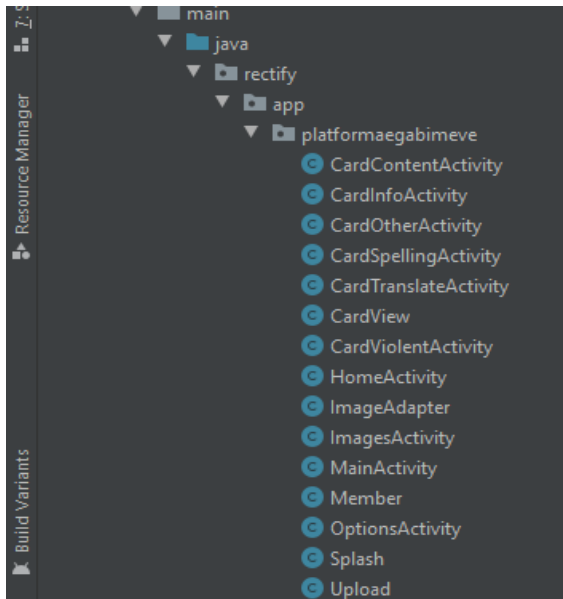 main
java
rectify
app
platformaegabimeve
CardContentActivity
CardInfoActivity
CardOtherActivity
CardSpellingActivity
CardTranslateActivity
CardView
CardViolentActivity
HomeActivity
ImageAdapter
ImagesActivity
MainActivity
Member
OptionsActivity
Splash
Upload
Resource Manager
Build Variants